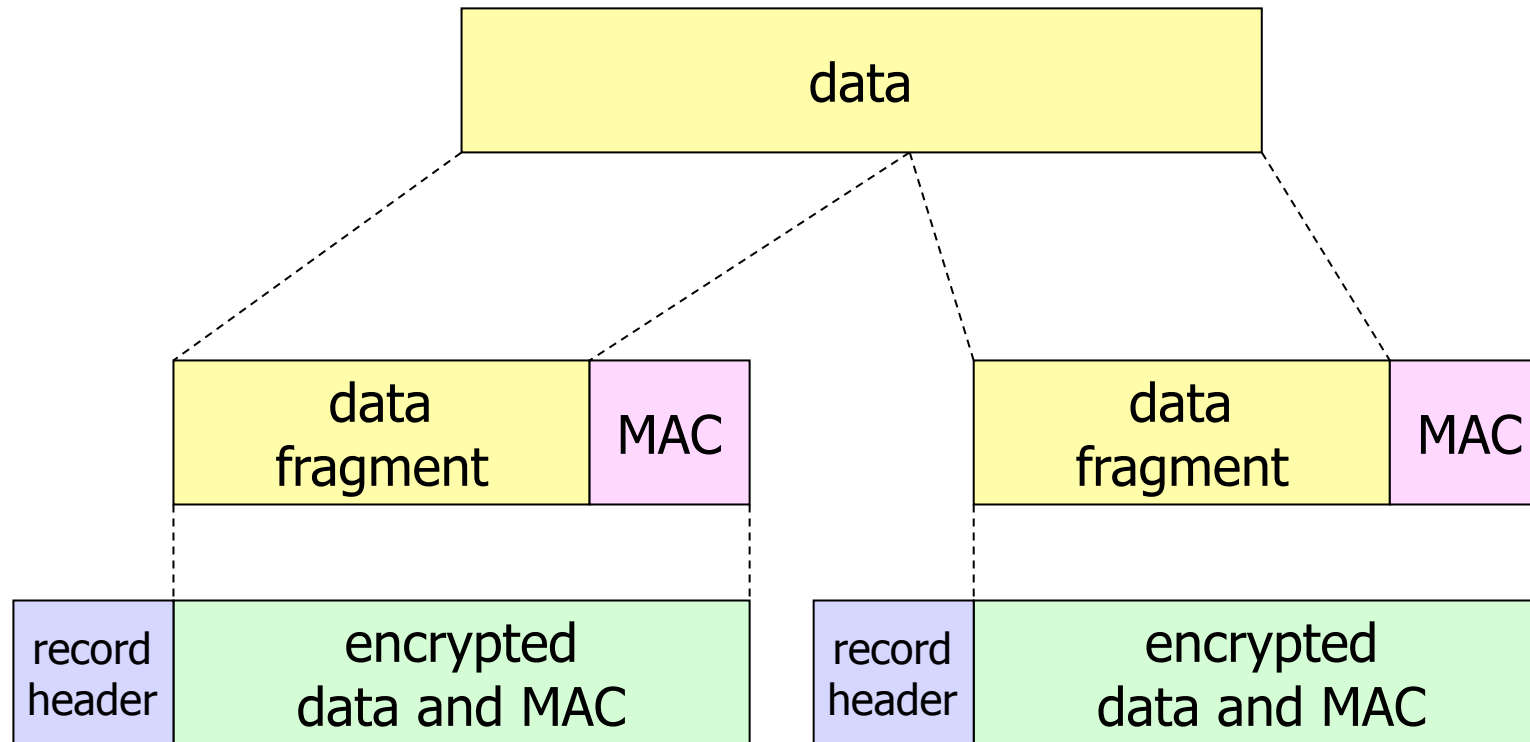 data
data
fragment
MAC
data
fragment
MAC
record
header
encrypted
data and MAC
record
header
encrypted
data and MAC